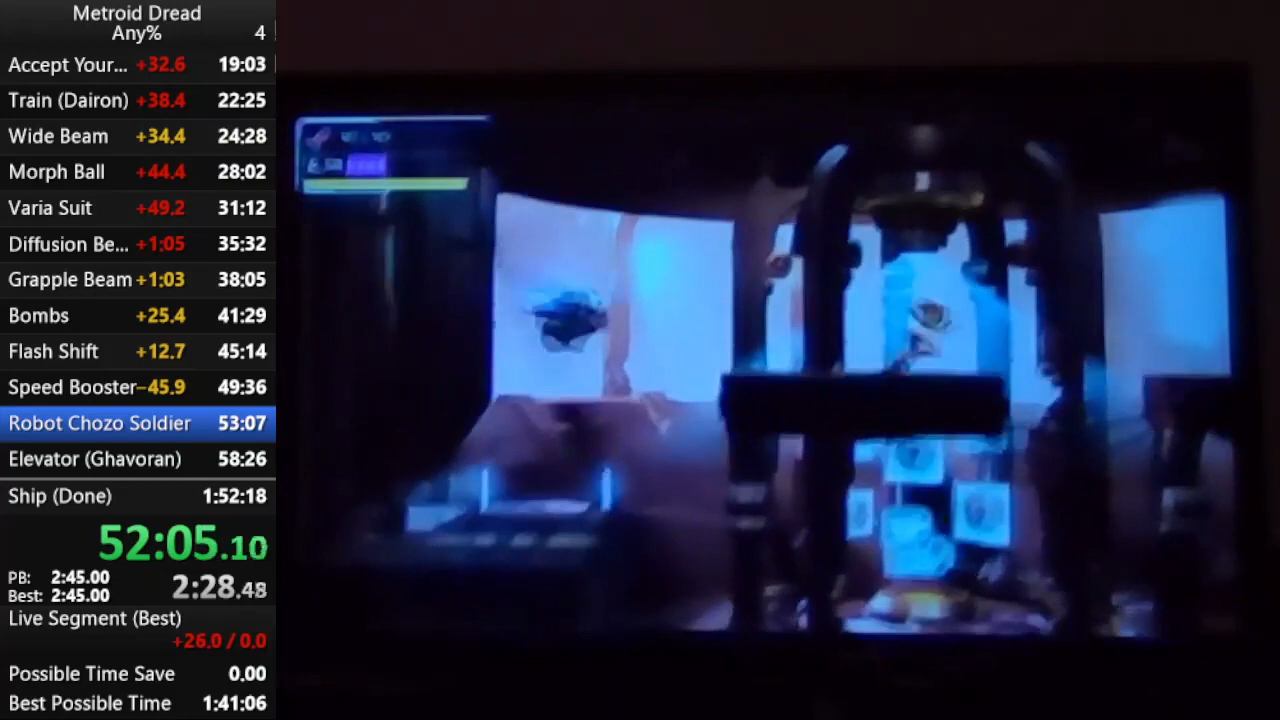 Metroid Dread
Any% 4
Accept Your... +32.6 19:03
Train (Dairon) +38.4 22:25
Wide Beam +34.4 24:28
Morph Ball +44.4 28:02
Varia Suit +49.2 31:12
Diffusion Be... +1:05 35:32
Grapple Beam +1:03 38:05
Bombs +25.4 41:29
Flash Shift +12.7 45:14
Speed Booster −45.9 49:36
Robot Chozo Soldier 53:07
Elevator (Ghavoran) 58:26
Ship (Done) 1:52:18
52:05.10
PB: 2:45.00
Best: 2:45.00 2:28.48
Live Segment (Best)
+26.0 / 0.0
Possible Time Save 0.00
Best Possible Time 1:41:06